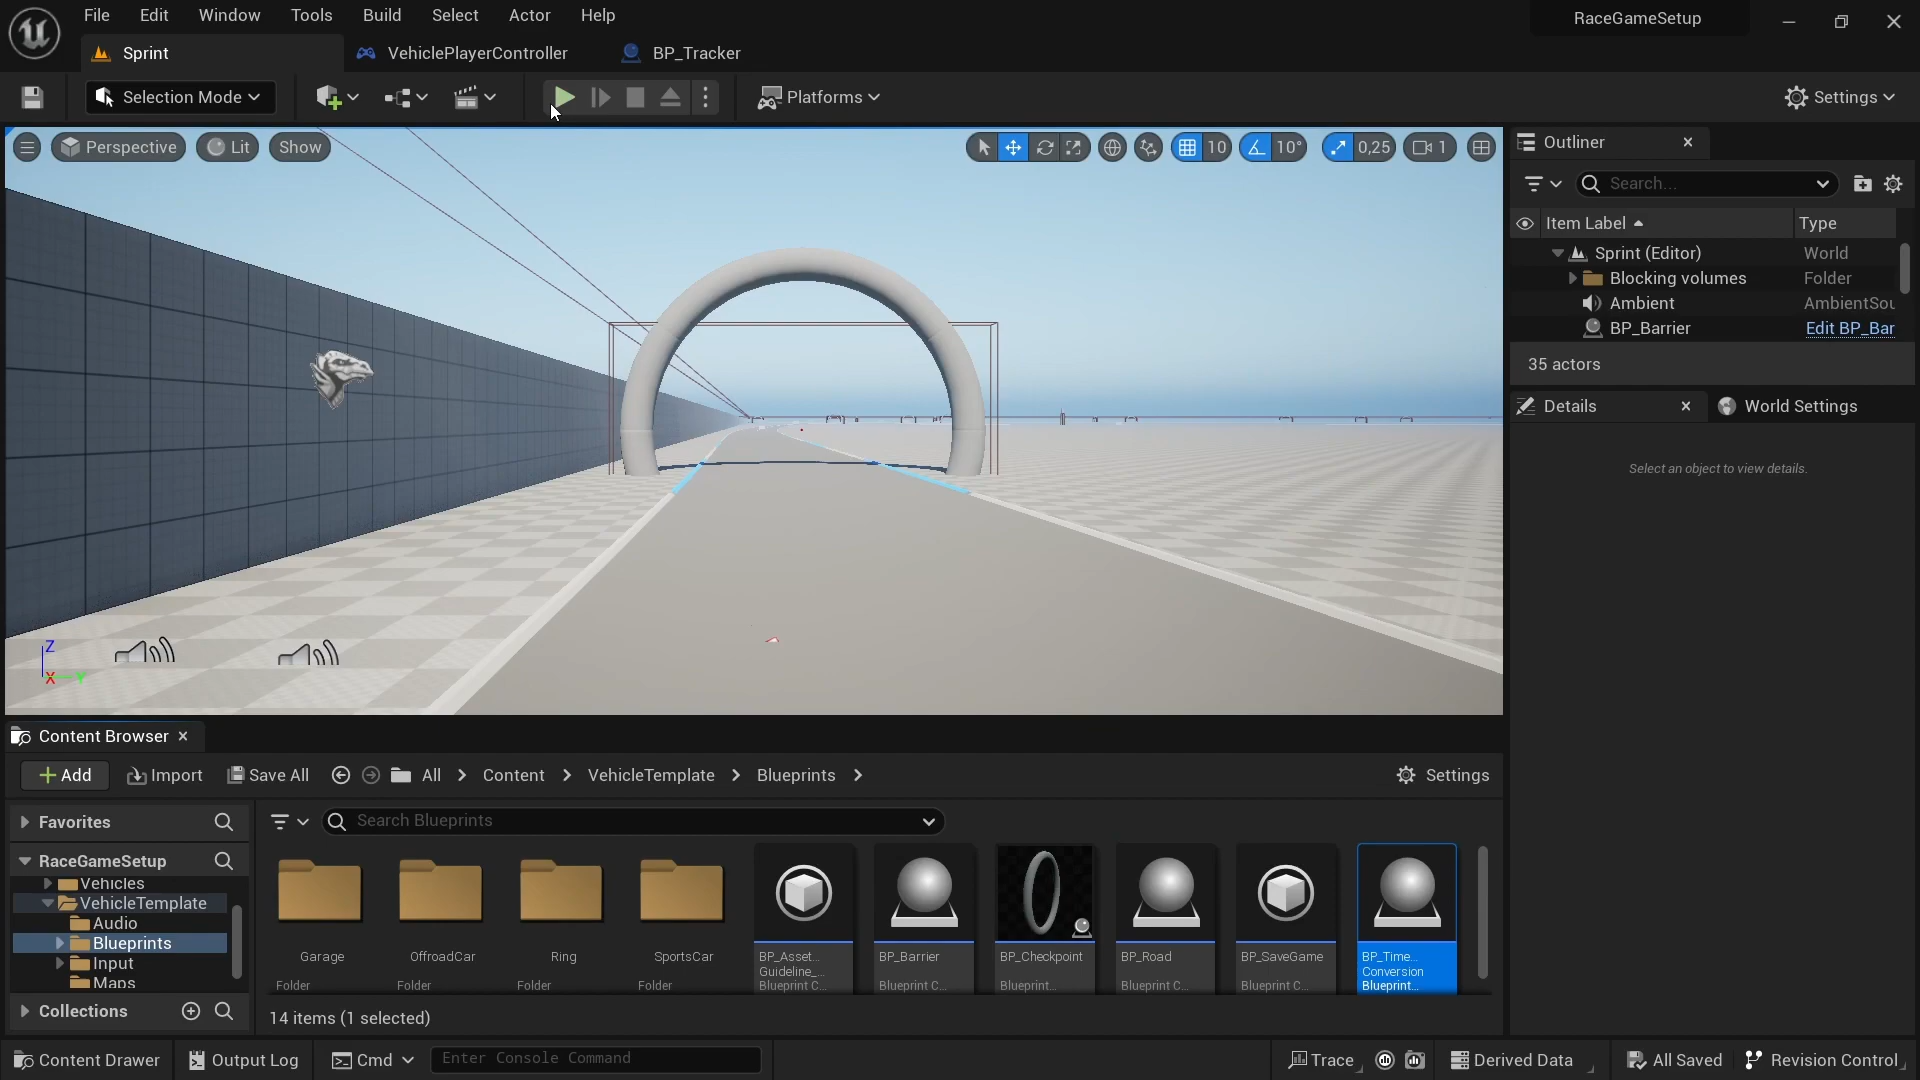 File Edit Window Tools Build Select Actor Help
RaceGameSetup
Sprint
VehiclePlayerController
BP_Tracker
Selection Mode
Platforms
Settings
Perspective
Lit
Show
10
10°
0,25
1
Z
X
Y
Outliner
Search...
Item Label
Type
Sprint (Editor) World
Blocking volumes Folder
Ambient AmbientSou
BP_Barrier Edit BP_Bar
35 actors
Details
World Settings
Select an object to view details.
Content Browser
Add
Import
Save All
All
Content
VehicleTemplate
Blueprints
Settings
Favorites
RaceGameSetup
Vehicles
VehicleTemplate
Audio
Blueprints
Input
Maps
Collections
Search Blueprints
Garage
Folder
OffroadCar
Folder
Ring
Folder
SportsCar
Folder
BP_Asset...
Guideline_...
Blueprint C...
BP_Barrier
Blueprint C...
BP_Checkpoint
Blueprint...
BP_Road
Blueprint C...
BP_SaveGame
Blueprint C...
BP_Time...
Conversion
Blueprint...
14 items (1 selected)
Content Drawer
Output Log
Cmd
Enter Console Command
Trace
Derived Data
All Saved
Revision Control